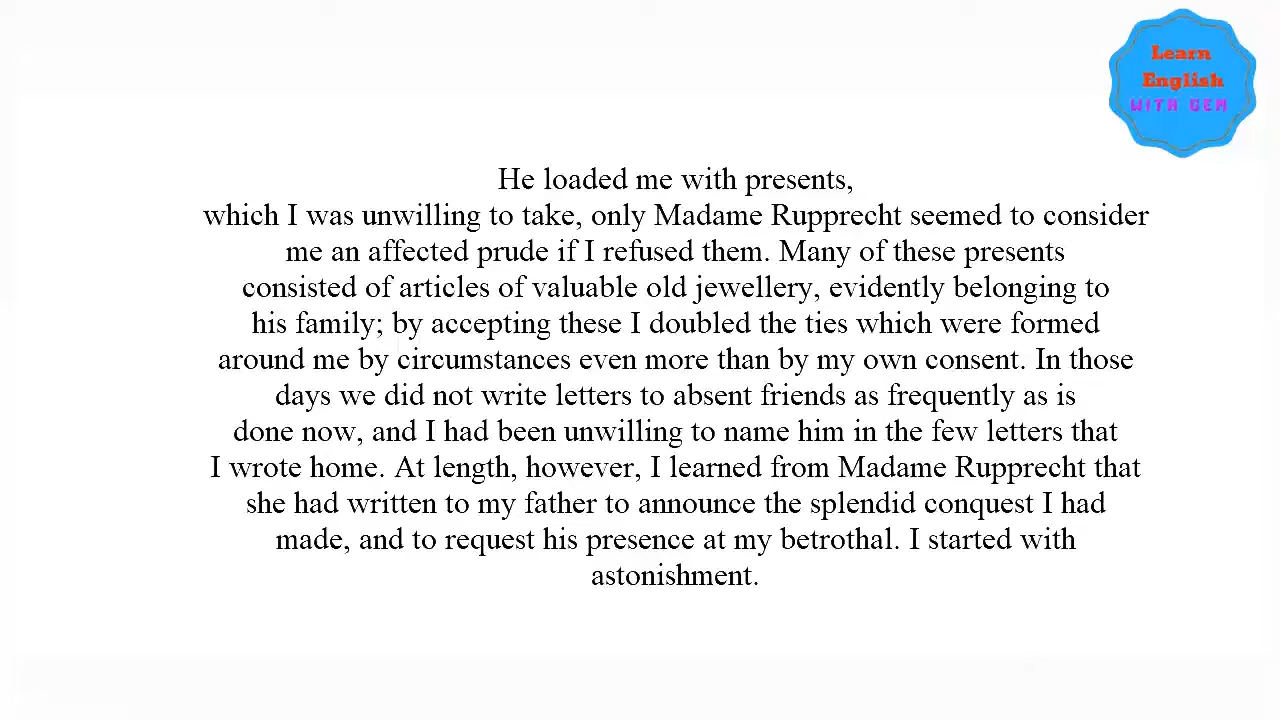 Learn
English
WITH GEM
He loaded me with presents,
which I was unwilling to take, only Madame Rupprecht seemed to consider
me an affected prude if I refused them. Many of these presents
consisted of articles of valuable old jewellery, evidently belonging to
his family; by accepting these I doubled the ties which were formed
around me by circumstances even more than by my own consent. In those
days we did not write letters to absent friends as frequently as is
done now, and I had been unwilling to name him in the few letters that
I wrote home. At length, however, I learned from Madame Rupprecht that
she had written to my father to announce the splendid conquest I had
made, and to request his presence at my betrothal. I started with
astonishment.